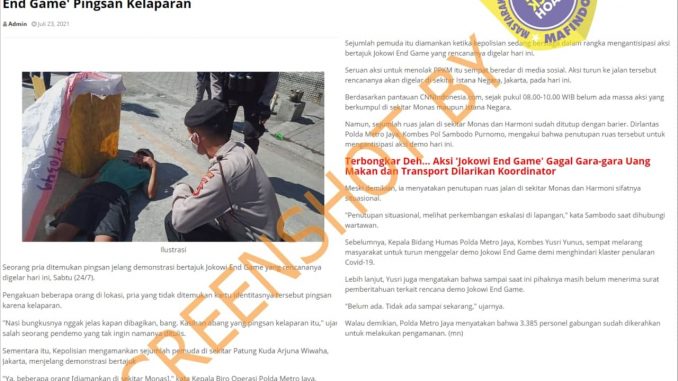 End Game' Pingsan Kelaparan
Admin Juli 23, 2021
Ilustrasi
Seorang pria ditemukan pingsan jelang demonstrasi bertajuk Jokowi End Game yang rencananya
digelar hari ini, Sabtu (24/7).
Pengakuan beberapa orang di lokasi, pria yang tidak ditemukan kartu identitasnya tersebut pingsan
karena kelaparan.
"Nasi bungkusnya nggak jelas kapan dibagikan, bang. Kasihan abang yang pingsan kelaparan itu," ujar
salah seorang pendemo yang tak ingin namanya ditulis.
Sementara itu, Kepolisian mengamankan sejumlah pemuda di sekitar Patung Kuda Arjuna Wiwaha,
Jakarta, menjelang demonstrasi bertajuk
"Ya, beberapa orang [diamankan di sekitar Monas]," kata Kepala Biro Operasi Polda Metro Jaya,
Sejumlah pemuda itu diamankan ketika kepolisian sedang dalam rangka mengantisipasi aksi
bertajuk Jokowi End Game yang rencananya digelar hari ini.
Seruan aksi untuk menolak PPKM itu sempat beredar di media sosial. Aksi turun ke jalan tersebut
rencananya akan digelar di sekitar Istana Negara, Jakarta, pada hari ini.
Berdasarkan pantauan CNNIndonesia.com, sejak pukul 08.00-10.00 WIB belum ada massa aksi yang
berkumpul di sekitar Monas maupun Istana Negara.
Namun, sejumlah ruas jalan di sekitar Monas dan Harmoni sudah ditutup dengan barier. Dirlantas
Polda Metro Jaya, Kombes Pol Sambodo Purnomo, mengakui bahwa penutupan ruas tersebut untuk
mengantisipasi aksi demo hari ini.
Terbongkar Deh... Aksi 'Jokowi End Game' Gagal Gara-gara Uang
Makan dan Transport Dilarikan Koordinator
Meski demikian, ia menyatakan penutupan ruas jalan di sekitar Monas dan Harmoni sifatnya
situasional.
"Penutupan situasional, melihat perkembangan eskalasi di lapangan," kata Sambodo saat dihubungi
wartawan.
Sebelumnya, Kepala Bidang Humas Polda Metro Jaya, Kombes Yusri Yunus, sempat melarang
masyarakat untuk turun menggelar demo Jokowi End Game demi menghindari klaster penularan
Covid-19.
Lebih lanjut, Yusri juga mengatakan bahwa sampai saat ini pihaknya masih belum menerima surat
pemberitahuan terkait rencana demo Jokowi End Game.
"Belum ada. Tidak ada sampai sekarang," ujarnya.
Walau demikian, Polda Metro Jaya menyatakan bahwa 3.385 personel gabungan sudah dikerahkan
untuk melakukan pengamanan. (mn)
SCREENSHOT BY
HOA
MAFINDO